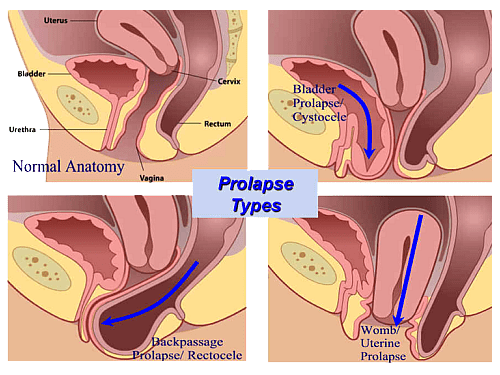 Uterus
Bladder
Cervix
Urethra
Rectum
Normal Anatomy
Vagina
Bladder
Prolapse/
Cystocele
Prolapse
Types
Backpassage
Prolapse/ Rectocele
Womb/
Uterine
Prolapse